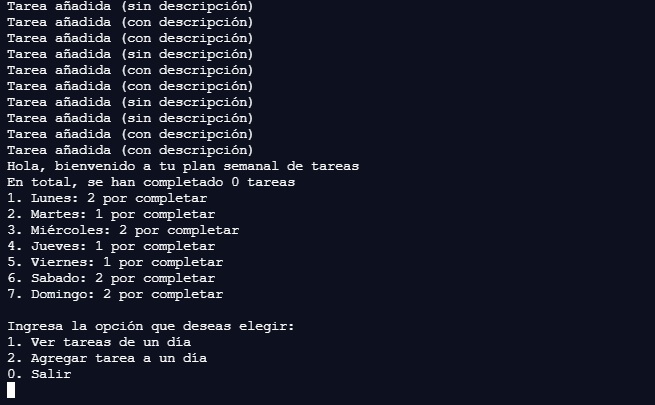 Tarea añadida (sin descripción)
Tarea añadida (con descripción)
Tarea añadida (con descripción)
Tarea añadida (sin descripción)
Tarea añadida (con descripción)
Tarea añadida (con descripción)
Tarea añadida (sin descripción)
Tarea añadida (sin descripción)
Tarea añadida (con descripción)
Tarea añadida (con descripción)
Hola, bienvenido a tu plan semanal de tareas
En total, se han completado 0 tareas
1. Lunes: 2 por completar
2. Martes: 1 por completar
3. Miércoles: 2 por completar
4. Jueves: 1 por completar
5. Viernes: 1 por completar
6. Sabado: 2 por completar
7. Domingo: 2 por completar
Ingresa la opción que deseas elegir:
1. Ver tareas de un día
2. Agregar tarea a un día
0. Salir